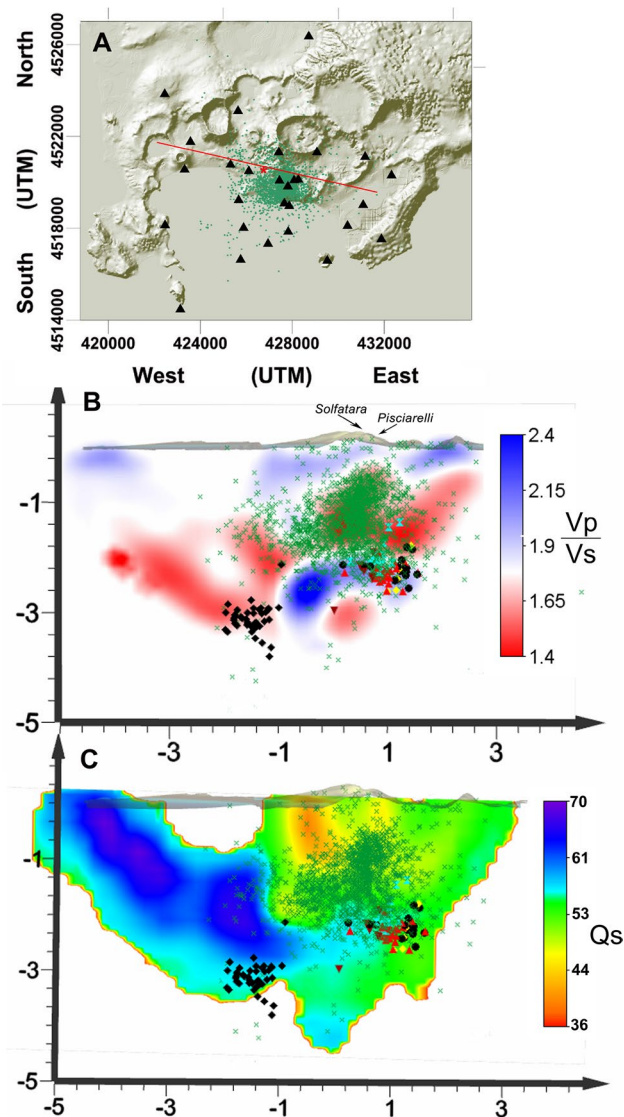 A
North
South
(UTM)
4526000
4522000
4518000
4514000
420000 424000 428000 432000
West (UTM) East
B
Solfatara
Pisciarelli
-1
-3
-5
-3 -1 1 3
2.4
2.15
1.9
1.65
1.4
Vp
Vs
C
-1
-3
-5
-5 -3 -1 1 3
70
61
53
44
36
Qs